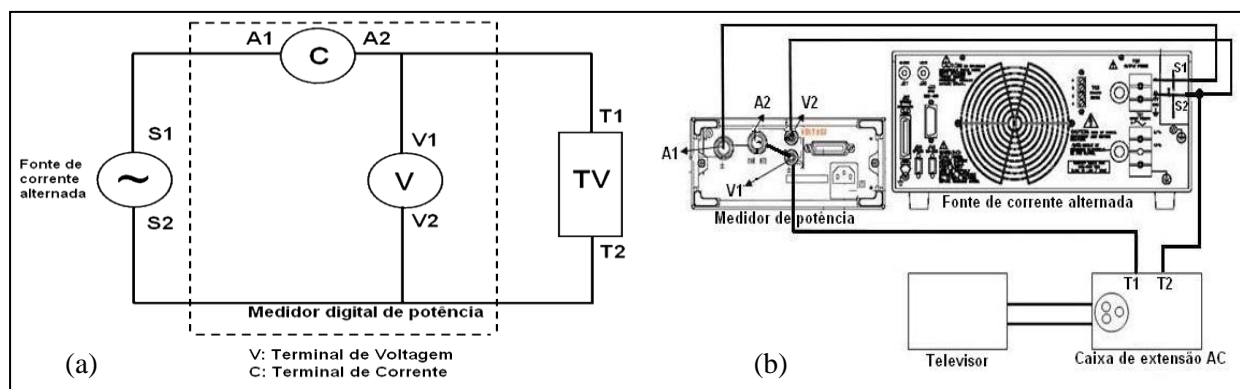 A1
A2
C
S1
S2
Fonte de
corrente
alternada
V1
V
V2
T1
TV
T2
Medidor digital de potência
(a)
V: Terminal de Voltagem
C: Terminal de Corrente
A2
V2
VOLTAGE
A1
V1
Medidor de potência
S1
S2
Fonte de corrente alternada
T1
T2
Televisor
Caixa de extensão AC
(b)